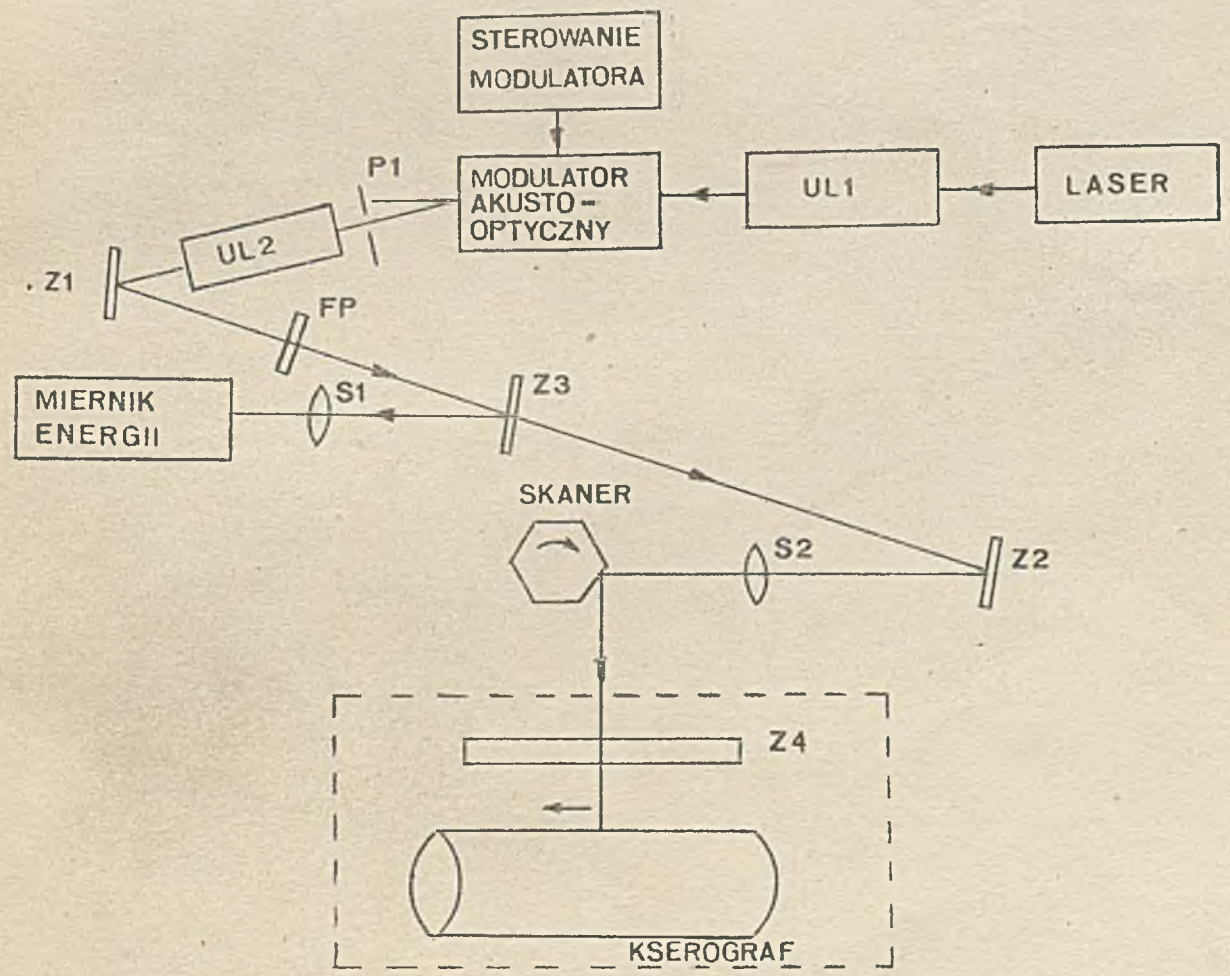 STEROWANIE
MODULATORA
P1
MODULATOR
AKUSTO-
OPTYCZNY
UL1
LASER
UL2
Z1
FP
Z3
S1
MIERNIK
ENERGII
SKANER
S2
Z2
Z4
KSEROGRAF